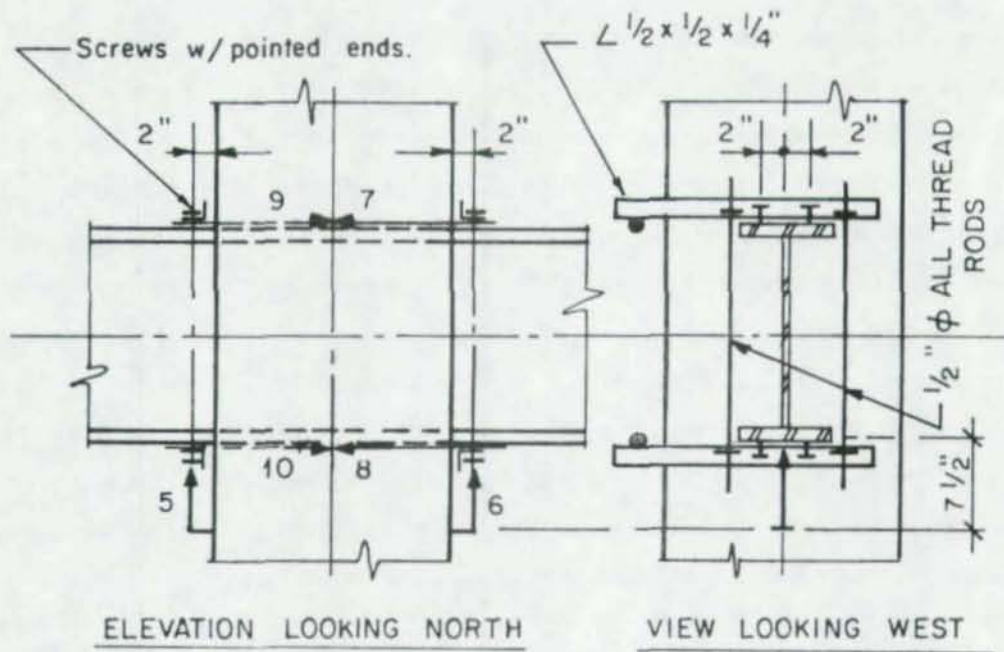 Screws w/pointed ends.
∠ 1/2 x 1/2 x 1/4"
2"
2"
2"
2"
9
7
10
8
5
6
1/2" ϕ ALL THREAD
RODS
7 1/2"
ELEVATION LOOKING NORTH
VIEW LOOKING WEST